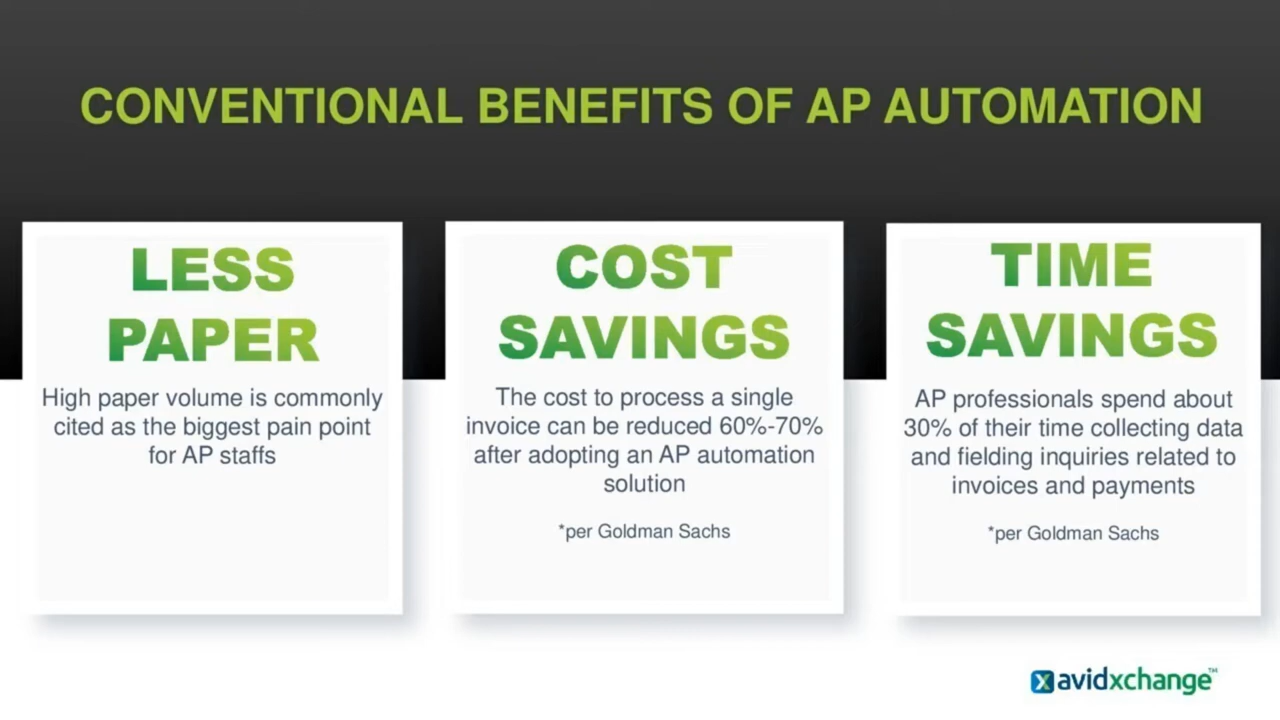 CONVENTIONAL BENEFITS OF AP AUTOMATION
LESS
PAPER
High paper volume is commonly
cited as the biggest pain point
for AP staffs
COST
SAVINGS
The cost to process a single
invoice can be reduced 60%-70%
after adopting an AP automation
solution
*per Goldman Sachs
TIME
SAVINGS
AP professionals spend about
30% of their time collecting data
and fielding inquiries related to
invoices and payments
*per Goldman Sachs
x avidxchange™